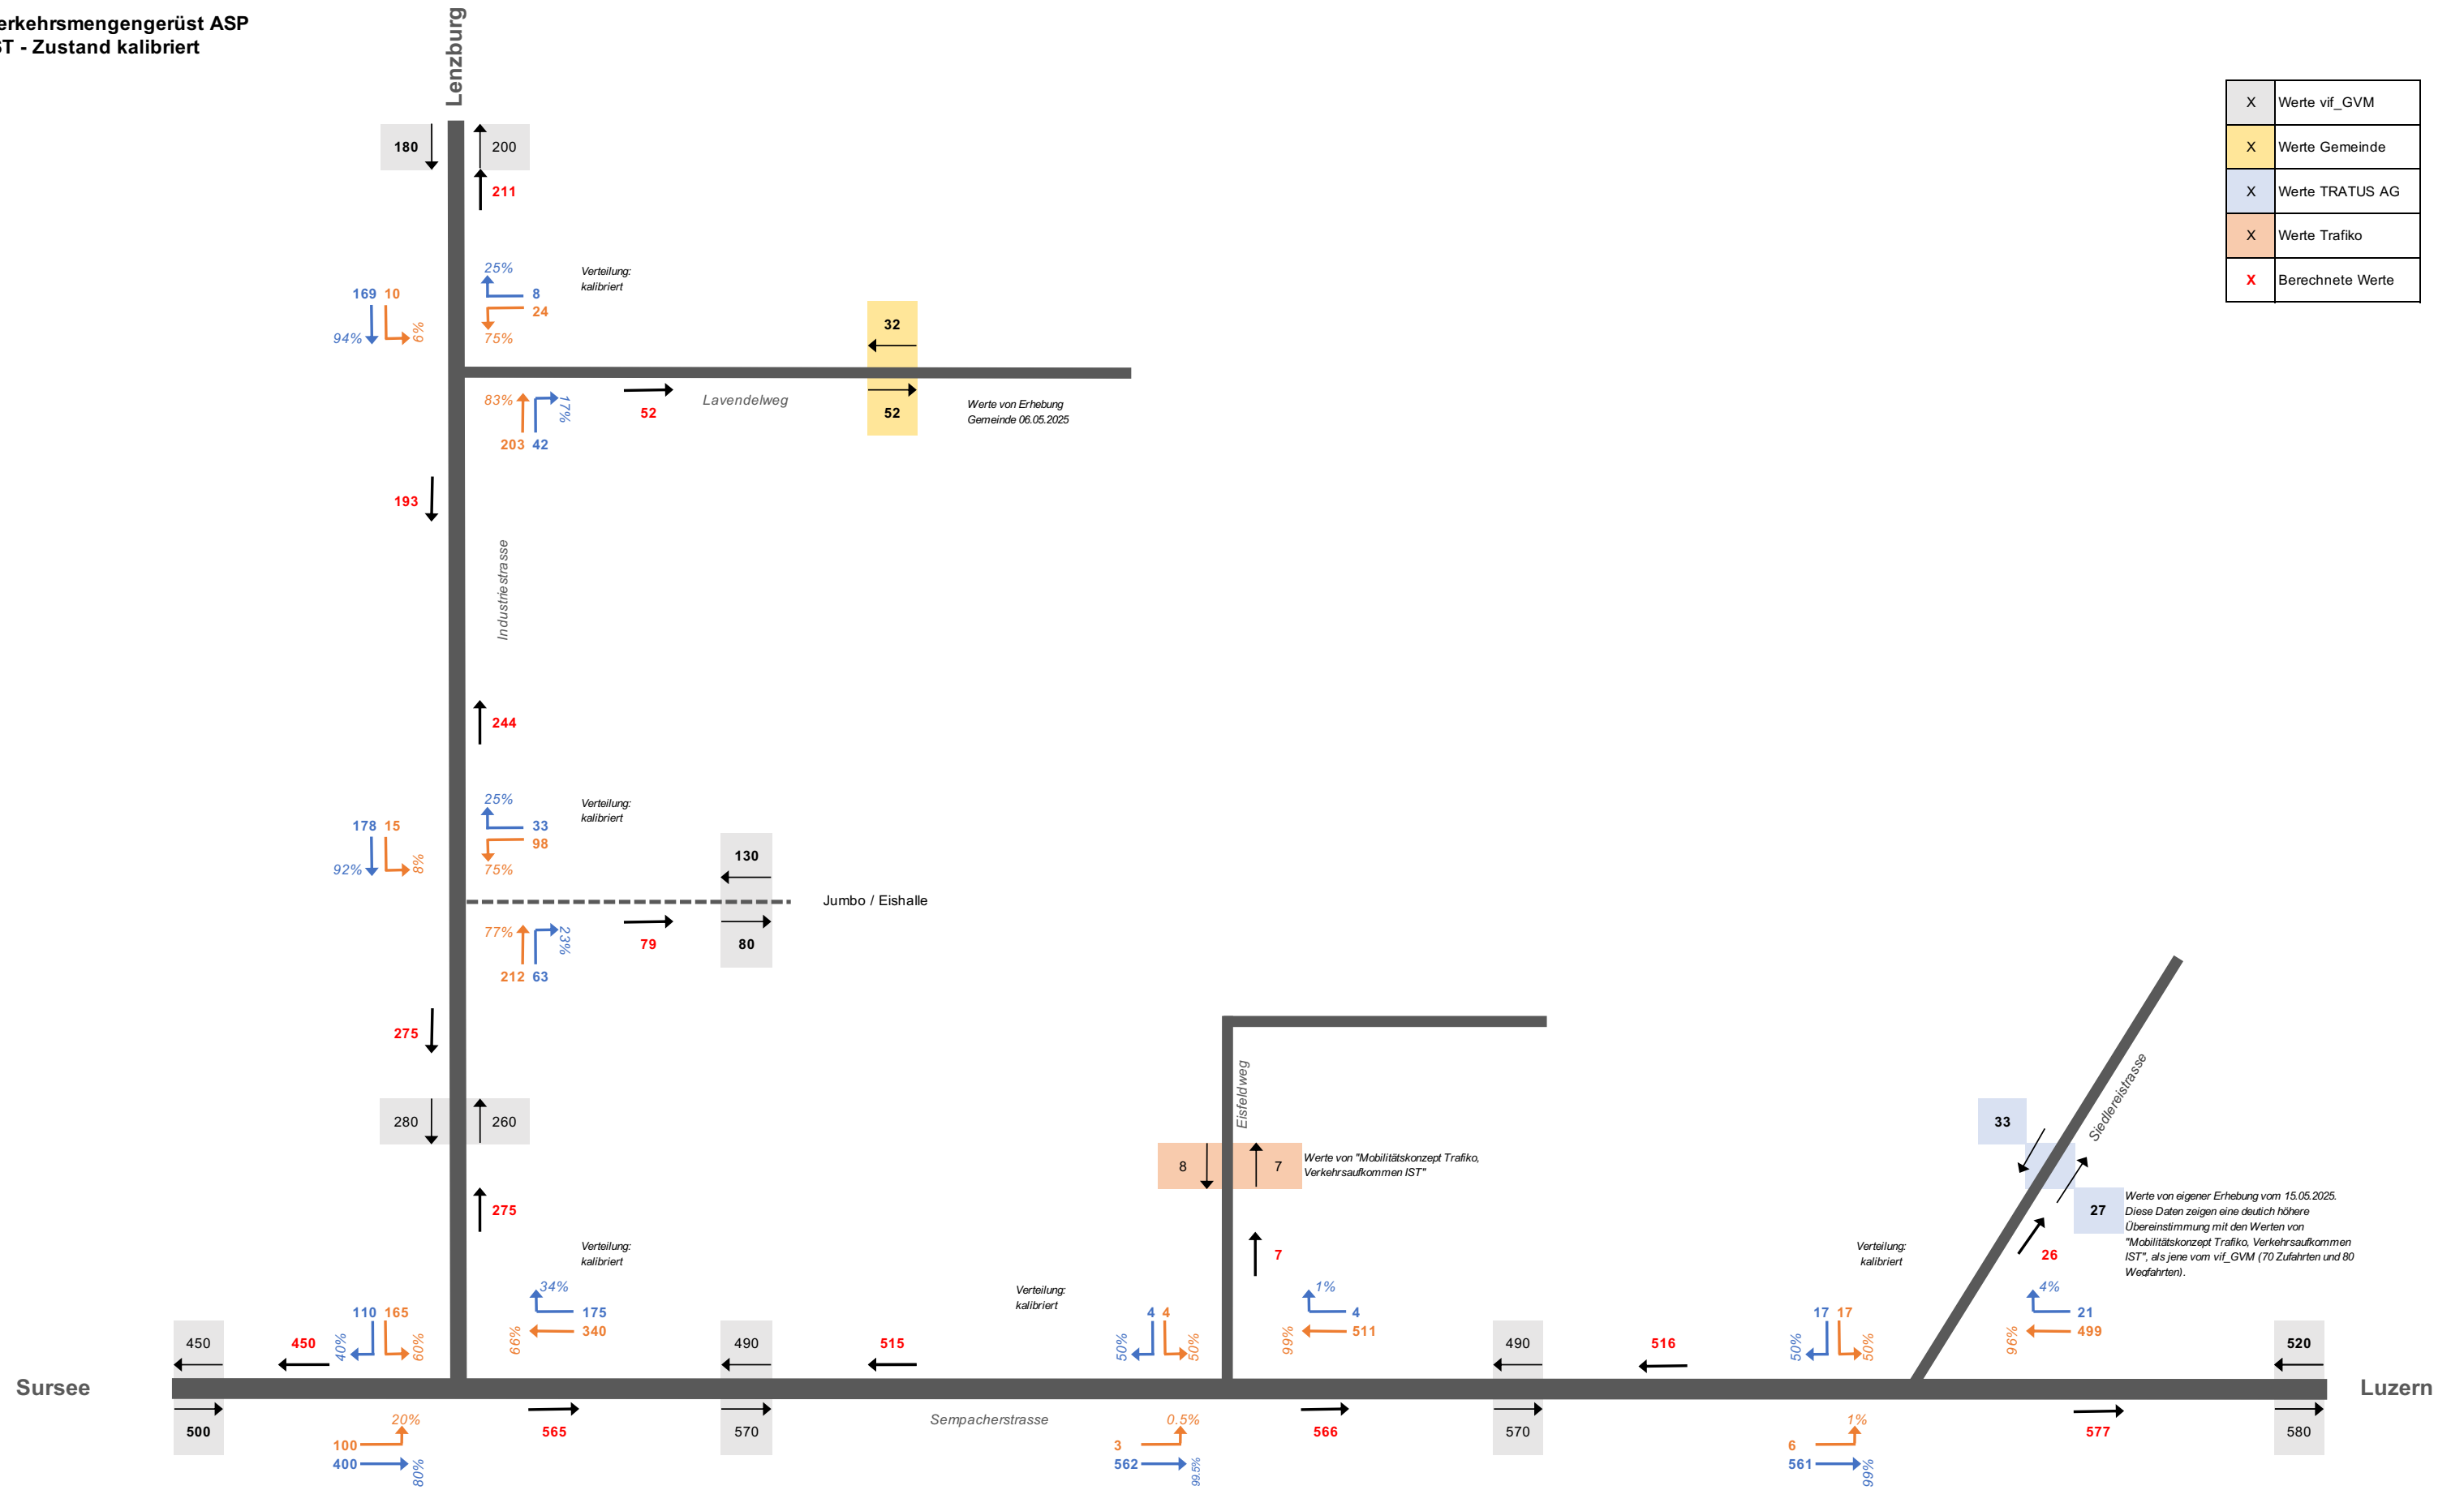 erkehrsmengengerüst ASP
ST - Zustand kalibriert
Lenzburg
X Werte vif_GVM
X Werte Gemeinde
X Werte TRATUS AG
X Werte Trafiko
X Berechnete Werte
180
200
211
25%
Verteilung:
kalibriert
169 10
8
24
94%
6%
75%
32
83%
17%
52
Lavendelweg
52
Werte von Erhebung
Gemeinde 06.05.2025
203 42
193
Industriestrasse
244
25%
Verteilung:
kalibriert
178 15
33
98
92%
8%
75%
130
Jumbo / Eishalle
77%
23%
79
80
212 63
275
280
260
275
Verteilung:
kalibriert
34%
110 165
175
340
40%
60%
66%
450
450
490
515
Sursee
500
565
570
Sempacherstrasse
20%
100
400
80%
Eisfeldweg
8
7
Werte von "Mobilitätskonzept Trafiko,
Verkehrsaufkommen IST"
7
Verteilung:
kalibriert
1%
4 4
4
511
50%
50%
99%
490
516
566
570
0.5%
3
562
99.5%
Siedlereistrasse
33
27
Werte von eigener Erhebung vom 15.05.2025.
Diese Daten zeigen eine deutich höhere
Übereinstimmung mit den Werten von
"Mobilitätskonzept Trafiko, Verkehrsaufkommen
IST", als jene vom vif_GVM (70 Zufahrten und 80
Wegfahrten).
26
Verteilung:
kalibriert
4%
17 17
21
499
50%
50%
96%
520
Luzern
577
580
1%
6
561
99%